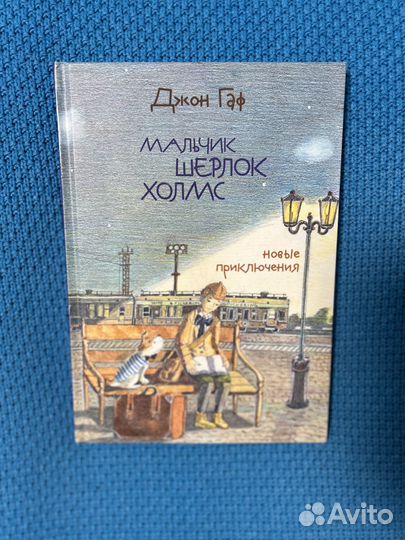 Джон Гаф
МАЛЬЧИК
ШЕРЛОК
ХОЛМС
новые
приключения
Avito